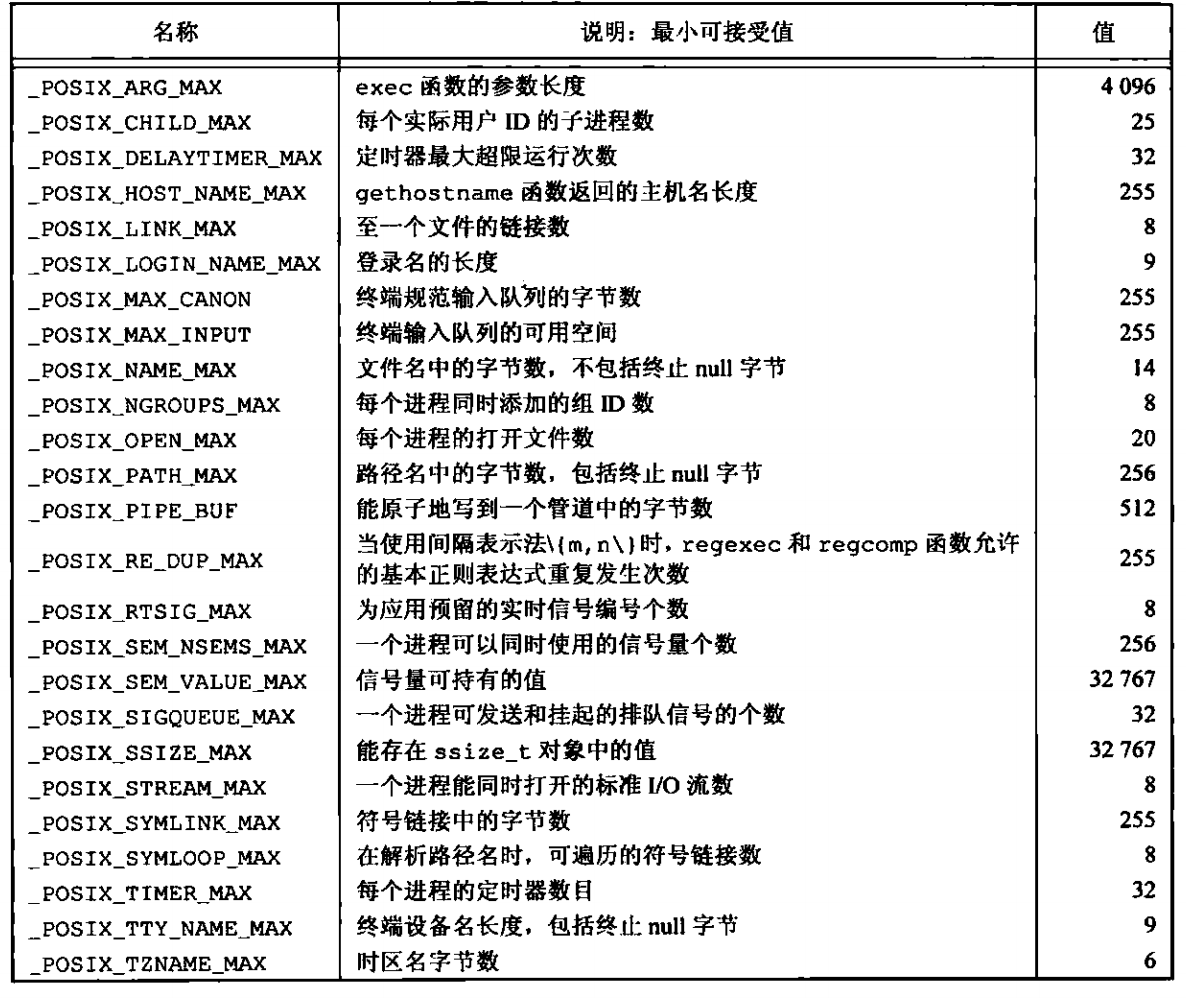 名称 说明：最小可接受值 值
_POSIX_ARG_MAX exec 函数的参数长度 4 096
_POSIX_CHILD_MAX 每个实际用户 ID 的子进程数 25
_POSIX_DELAYTIMER_MAX 定时器最大超限运行次数 32
_POSIX_HOST_NAME_MAX gethostname 函数返回的主机名长度 255
_POSIX_LINK_MAX 至一个文件的链接数 8
_POSIX_LOGIN_NAME_MAX 登录名的长度 9
_POSIX_MAX_CANON 终端规范输入队列的字节数 255
_POSIX_MAX_INPUT 终端输入队列的可用空间 255
_POSIX_NAME_MAX 文件名中的字节数，不包括终止 null 字节 14
_POSIX_NGROUPS_MAX 每个进程同时添加的组 ID 数 8
_POSIX_OPEN_MAX 每个进程的打开文件数 20
_POSIX_PATH_MAX 路径名中的字节数，包括终止 null 字节 256
_POSIX_PIPE_BUF 能原子地写到一个管道中的字节数 512
_POSIX_RE_DUP_MAX 当使用间隔表示法\{m,n\}时，regexec 和 regcomp 函数允许
的基本正则表达式重复发生次数 255
_POSIX_RTSIG_MAX 为应用预留的实时信号编号个数 8
_POSIX_SEM_NSEMS_MAX 一个进程可以同时使用的信号量个数 256
_POSIX_SEM_VALUE_MAX 信号量可持有的值 32 767
_POSIX_SIGQUEUE_MAX 一个进程可发送和挂起的排队信号的个数 32
_POSIX_SSIZE_MAX 能存在 ssize_t 对象中的值 32 767
_POSIX_STREAM_MAX 一个进程能同时打开的标准 I/O 流数 8
_POSIX_SYMLINK_MAX 符号链接中的字节数 255
_POSIX_SYMLOOP_MAX 在解析路径名时，可遍历的符号链接数 8
_POSIX_TIMER_MAX 每个进程的定时器数目 32
_POSIX_TTY_NAME_MAX 终端设备名长度，包括终止 null 字节 9
_POSIX_TZNAME_MAX 时区名字节数 6